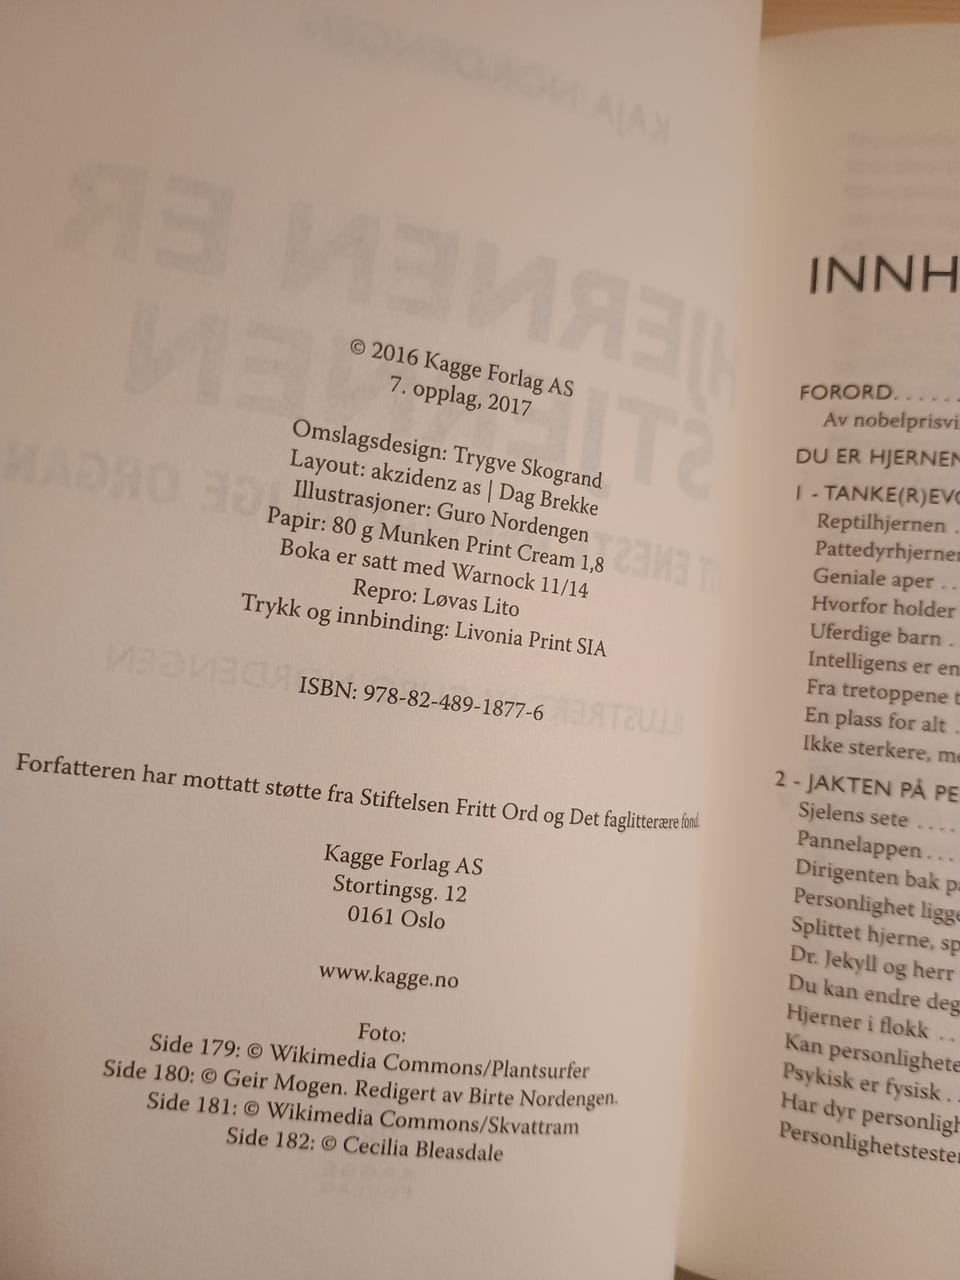 © 2016 Kagge Forlag AS
7. opplag, 2017
Omslagsdesign: Trygve Skogrand
Layout: akzidenz as | Dag Brekke
Illustrasjoner: Guro Nordengen
Papir: 80 g Munken Print Cream 1,8
Boka er satt med Warnock 11/14
Repro: Løvas Lito
Trykk og innbinding: Livonia Print SIA
ISBN: 978-82-489-1877-6
Forfatteren har mottatt støtte fra Stiftelsen Fritt Ord og Det faglitterære fond.
Kagge Forlag AS
Stortingsg. 12
0161 Oslo
www.kagge.no
Foto:
Side 179: © Wikimedia Commons/Plantsurfer
Side 180: © Geir Mogen. Redigert av Birte Nordengen.
Side 181: © Wikimedia Commons/Skvattram
Side 182: © Cecilia Bleasdale
INNH
FORORD. . . . . .
Av nobelprisvi
DU ER HJERNEN
1 - TANKE(R)EVO
Reptilhjernen .
Pattedyrhjerne
Geniale aper . .
Hvorfor holder
Uferdige barn .
Intelligens er en
Fra tretoppene t
En plass for alt .
Ikke sterkere, me
2 - JAKTEN PÅ PE
Sjelens sete . . . .
Pannelappen . . .
Dirigenten bak pa
Personlighet ligge
Splittet hjerne, sp
Dr. Jekyll og herr
Du kan endre deg
Hjerner i flokk . .
Kan personlighete
Psykisk er fysisk . .
Har dyr personligh
Personlighetstester